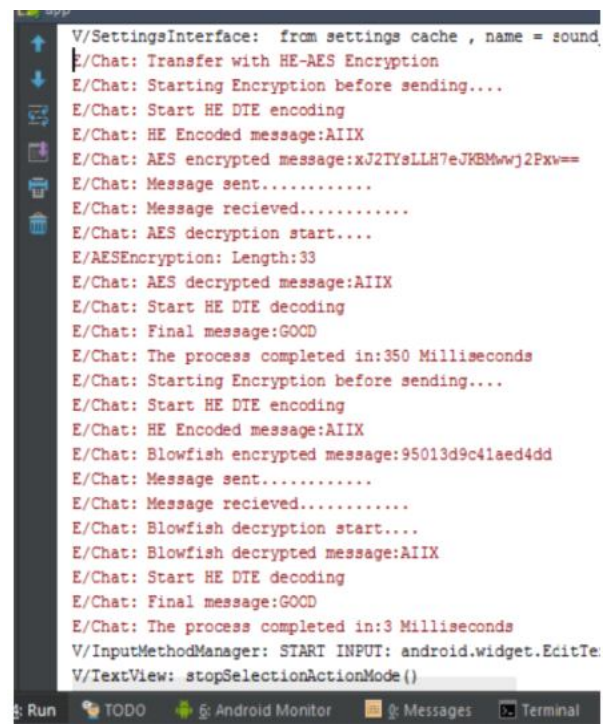 app
V/SettingsInterface: from settings cache , name = sound_
E/Chat: Transfer with HE-AES Encryption
E/Chat: Starting Encryption before sending....
E/Chat: Start HE DTE encoding
E/Chat: HE Encoded message:AIIX
E/Chat: AES encrypted message:xJ2TYsLLH7eJKBMwwj2Pxw==
E/Chat: Message sent............
E/Chat: Message recieved............
E/Chat: AES decryption start....
E/AESEncryption: Length:33
E/Chat: AES decrypted message:AIIX
E/Chat: Start HE DTE decoding
E/Chat: Final message:GOOD
E/Chat: The process completed in:350 Milliseconds
E/Chat: Starting Encryption before sending....
E/Chat: Start HE DTE encoding
E/Chat: HE Encoded message:AIIX
E/Chat: Blowfish encrypted message:95013d9c41aed4dd
E/Chat: Message sent............
E/Chat: Message recieved............
E/Chat: Blowfish decryption start....
E/Chat: Blowfish decrypted message:AIIX
E/Chat: Start HE DTE decoding
E/Chat: Final message:GOOD
E/Chat: The process completed in:3 Milliseconds
V/InputMethodManager: START INPUT: android.widget.EditTe
V/TextView: stopSelectionActionMode()
4: Run TODO 6: Android Monitor 0: Messages Terminal